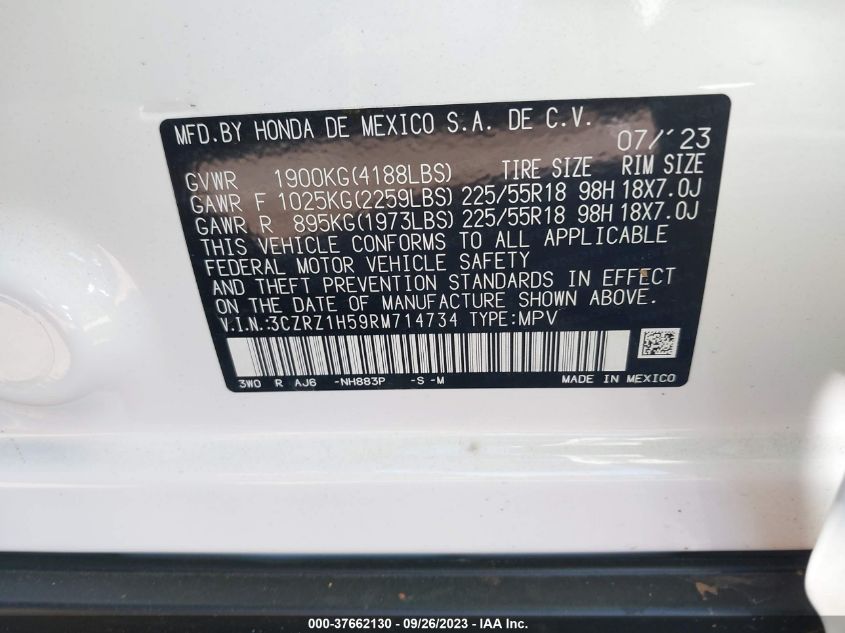 MFD.BY HONDA DE MEXICO S.A. DE C.V. 07/'23
GVWR 1900KG(4188LBS) TIRE SIZE RIM SIZE
GAWR F 1025KG(2259LBS) 225/55R18 98H 18X7.0J
GAWR R 895KG(1973LBS) 225/55R18 98H 18X7.0J
THIS VEHICLE CONFORMS TO ALL APPLICABLE
FEDERAL MOTOR VEHICLE SAFETY
AND THEFT PREVENTION STANDARDS IN EFFECT
ON THE DATE OF MANUFACTURE SHOWN ABOVE.
V.I.N.:3CZRZ1H59RM714734 TYPE:MPV
3W0 R AJ6 -NH883P -S -M MADE IN MEXICO
000-37662130 - 09/26/2023 - IAA Inc.